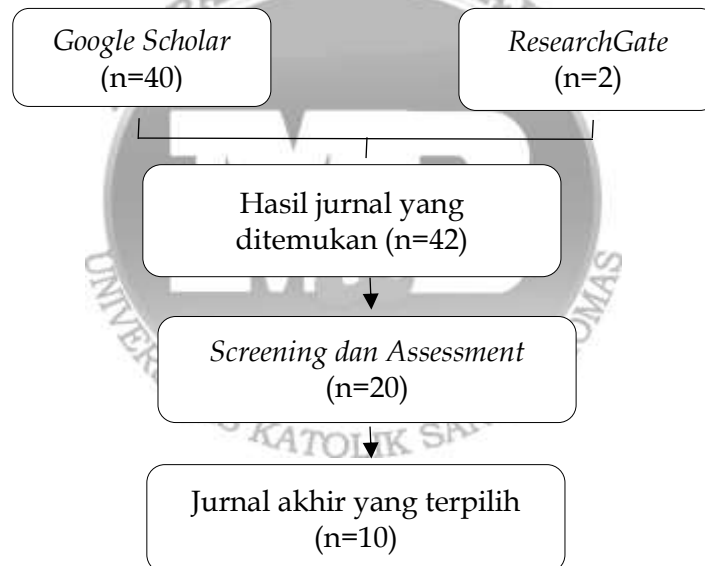 Google Scholar
(n=40)
ResearchGate
(n=2)
Hasil jurnal yang
ditemukan (n=42)
Screening dan Assessment
(n=20)
Jurnal akhir yang terpilih
(n=10)
KATOLIK